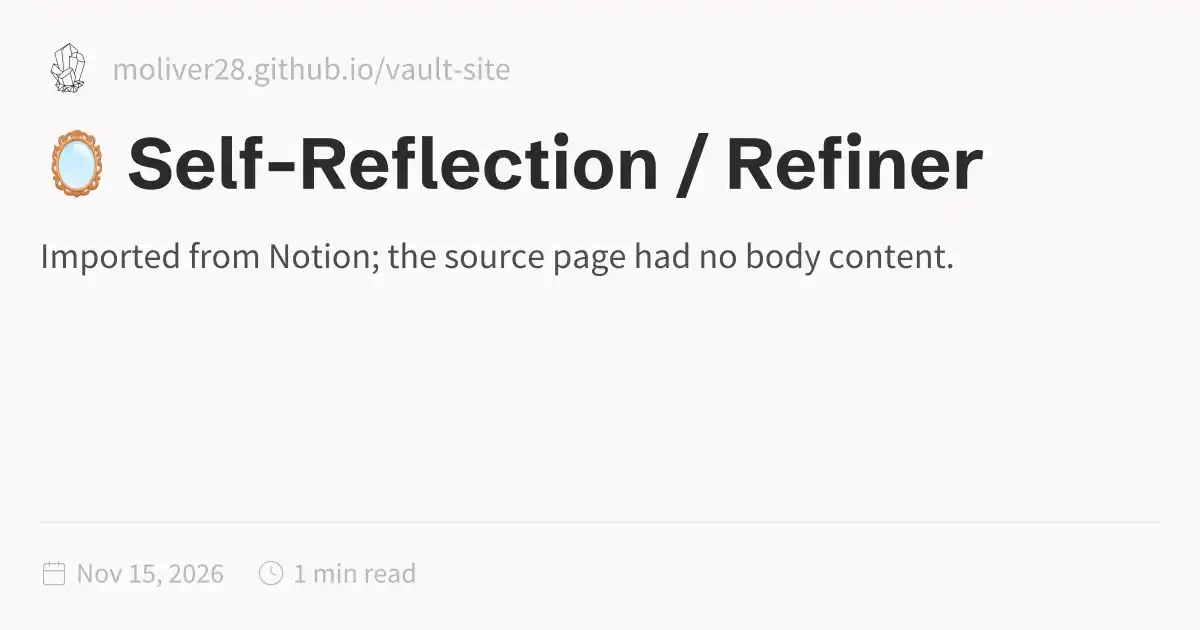 moliver28.github.io/vault-site
🪞 Self-Reflection / Refiner
Imported from Notion; the source page had no body content.
Nov 15, 2026 1 min read